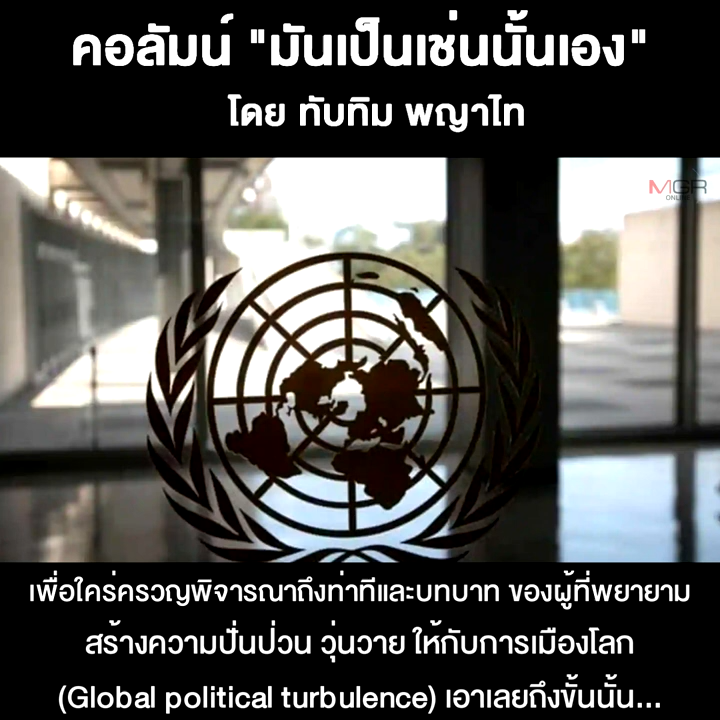 คอลัมน์ "มันเป็นเช่นนั้นเอง"
โดย ทับทิม พญาไท
MGR
ONLINE
เพื่อใคร่ครวญพิจารณาถึงท่าทีและบทบาท ของผู้ที่พยายาม
สร้างความปั่นป่วน วุ่นวาย ให้กับการเมืองโลก
(Global political turbulence) เอาเลยถึงขั้นนั้น...